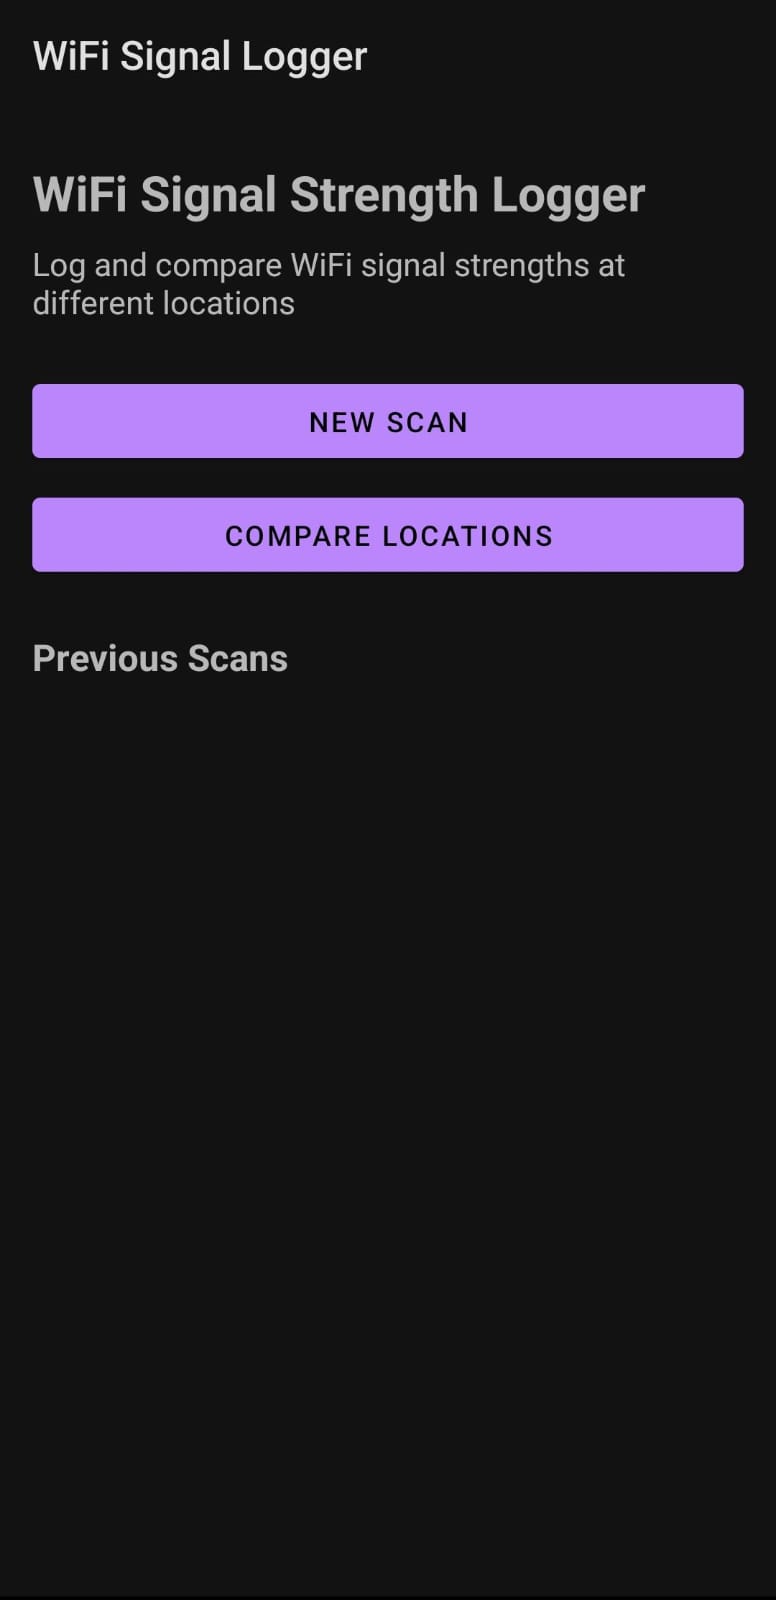 WiFi Signal Logger
WiFi Signal Strength Logger
Log and compare WiFi signal strengths at
different locations
NEW SCAN
COMPARE LOCATIONS
Previous Scans